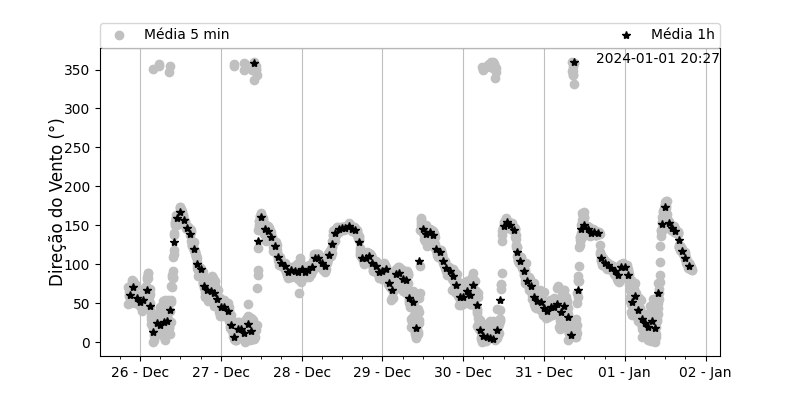 Média 5 min
Média 1h
2024-01-01 20:27
Direção do Vento (°)
350
300
250
200
150
100
50
0
26 - Dec
27 - Dec
28 - Dec
29 - Dec
30 - Dec
31 - Dec
01 - Jan
02 - Jan